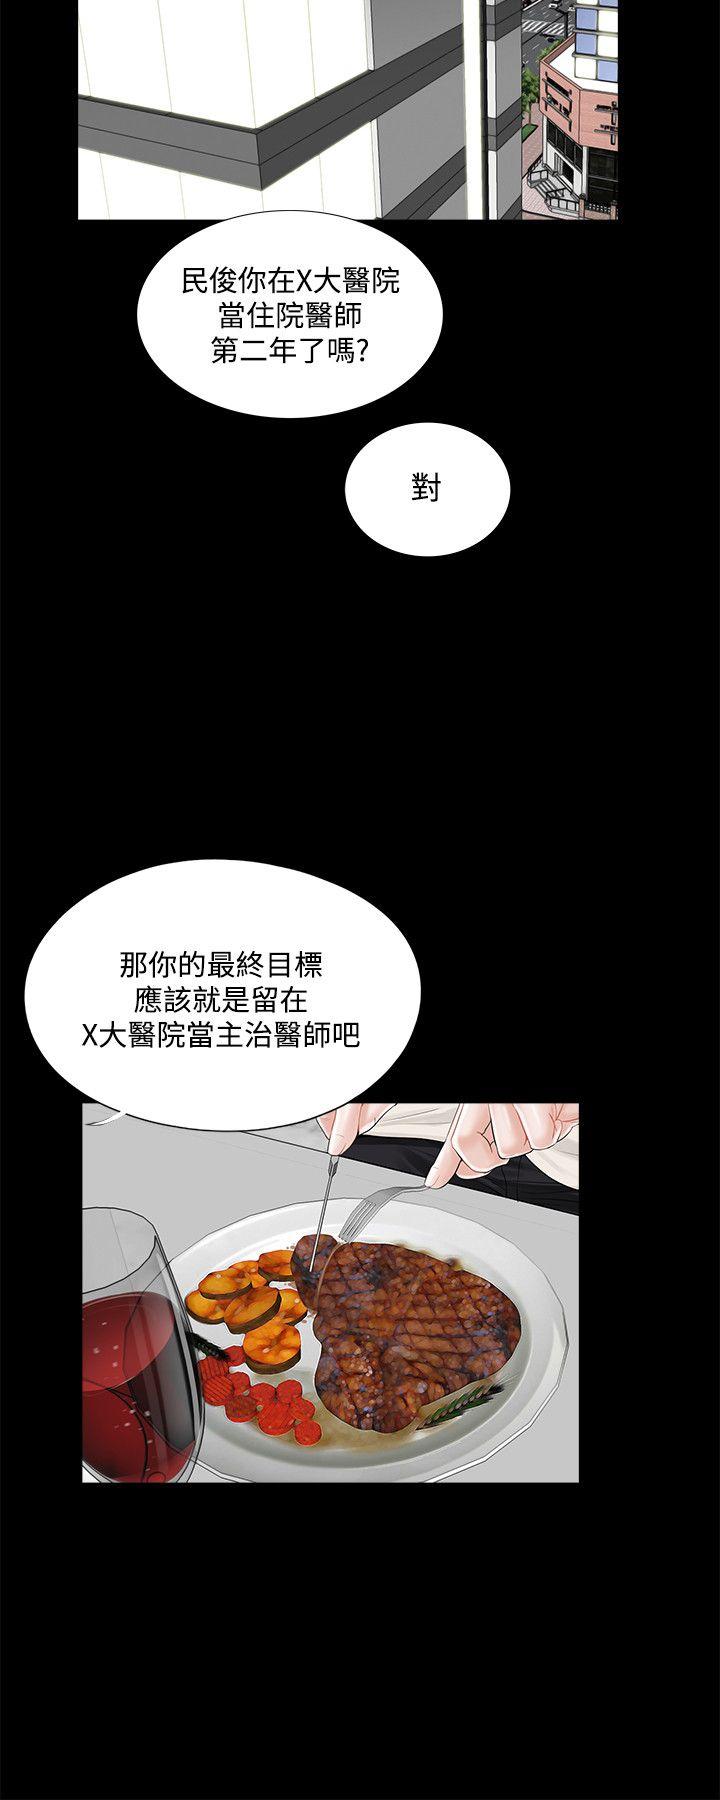 民俊你在X大醫院
當住院醫師
第二年了嗎?
對
那你的最終目標
應該就是留在
X大醫院當主治醫師吧